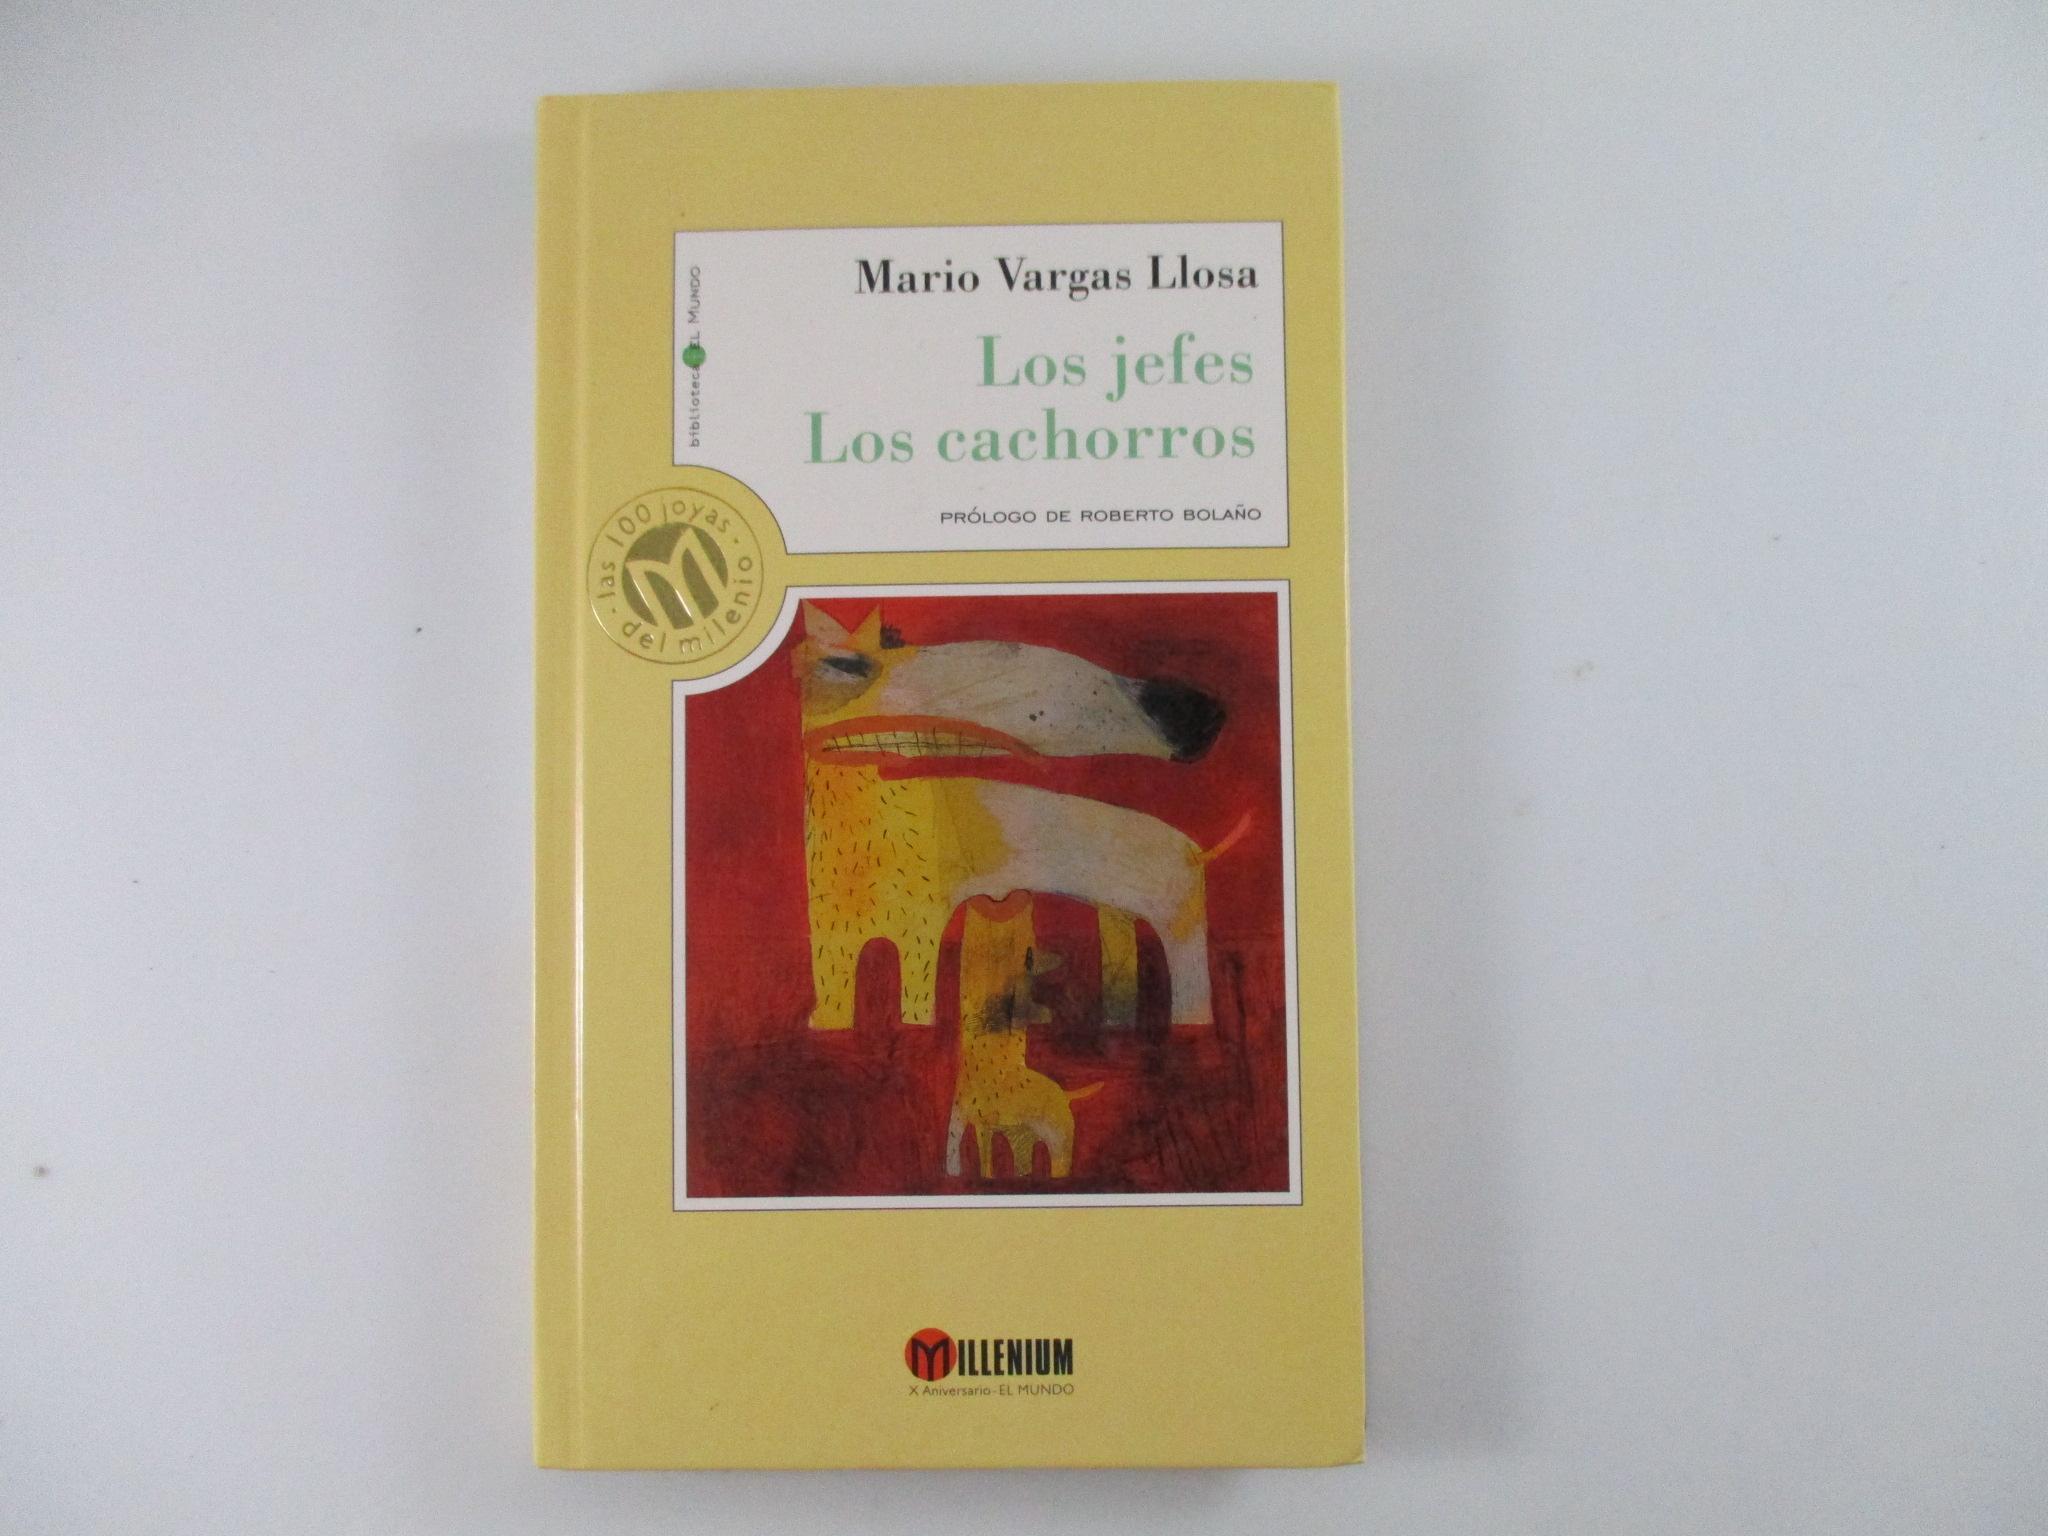 Mario Vargas Llosa
Los jefes
Los cachorros
PRÓLOGO DE ROBERTO BOLAÑO
biblioteca EL MUNDO
· las 100 joyas ·
del milenio
MILLENIUM
X Aniversario - EL MUNDO